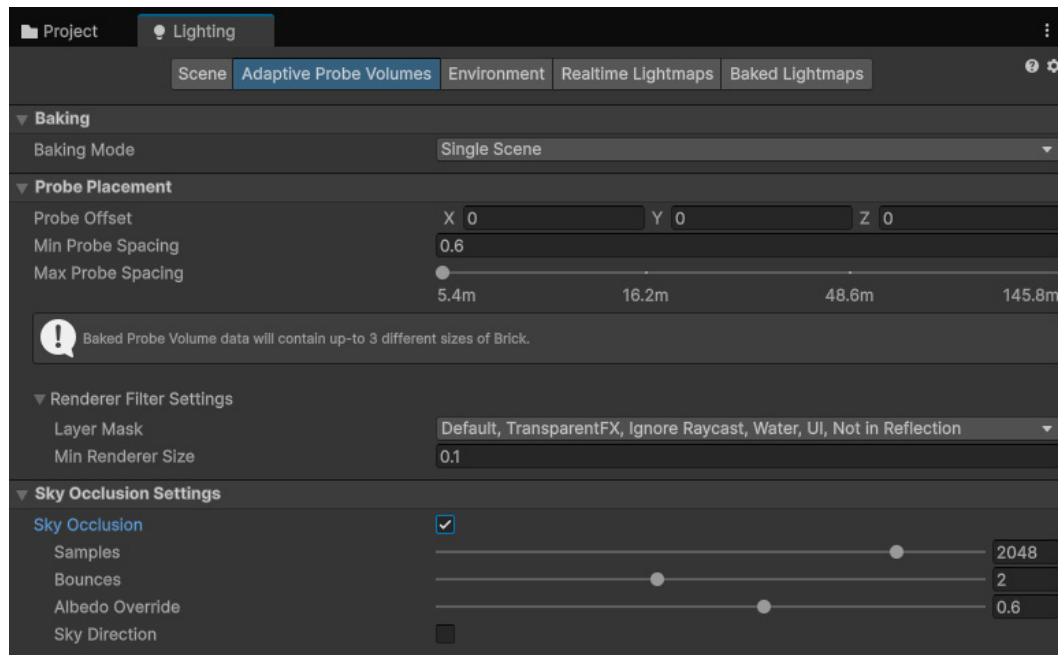 Project Lighting
Scene Adaptive Probe Volumes Environment Realtime Lightmaps Baked Lightmaps
Baking
Baking Mode Single Scene
Probe Placement
Probe Offset X 0 Y 0 Z 0
Min Probe Spacing 0.6
Max Probe Spacing
5.4m 16.2m 48.6m 145.8m
Baked Probe Volume data will contain up-to 3 different sizes of Brick.
Renderer Filter Settings
Layer Mask Default, TransparentFX, Ignore Raycast, Water, UI, Not in Reflection
Min Renderer Size 0.1
Sky Occlusion Settings
Sky Occlusion
Samples 2048
Bounces 2
Albedo Override 0.6
Sky Direction